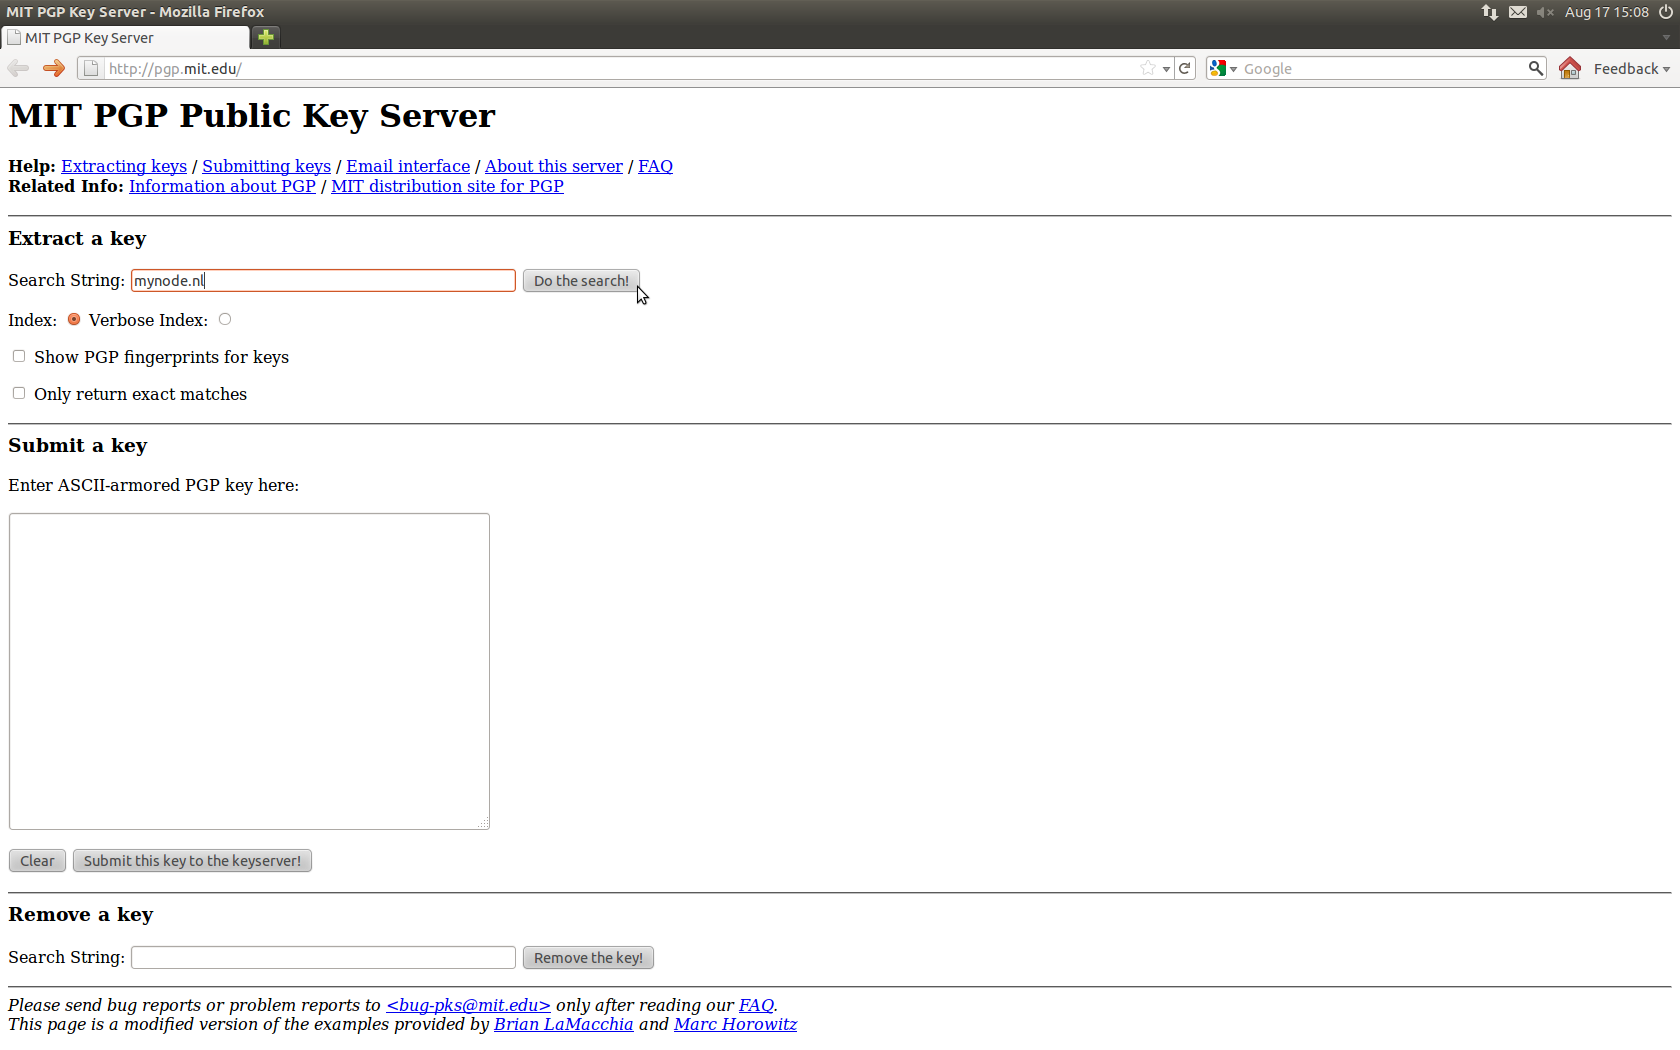 MIT PGP Key Server - Mozilla Firefox
Aug 17 15:08
MIT PGP Key Server
http://pgp.mit.edu/
Google
Feedback
MIT PGP Public Key Server
Help: Extracting keys / Submitting keys / Email interface / About this server / FAQ
Related Info: Information about PGP / MIT distribution site for PGP
Extract a key
Search String: mynode.nl Do the search!
Index: Verbose Index:
Show PGP fingerprints for keys
Only return exact matches
Submit a key
Enter ASCII-armored PGP key here:
Clear Submit this key to the keyserver!
Remove a key
Search String: Remove the key!
Please send bug reports or problem reports to <bug-pks@mit.edu> only after reading our FAQ.
This page is a modified version of the examples provided by Brian LaMacchia and Marc Horowitz